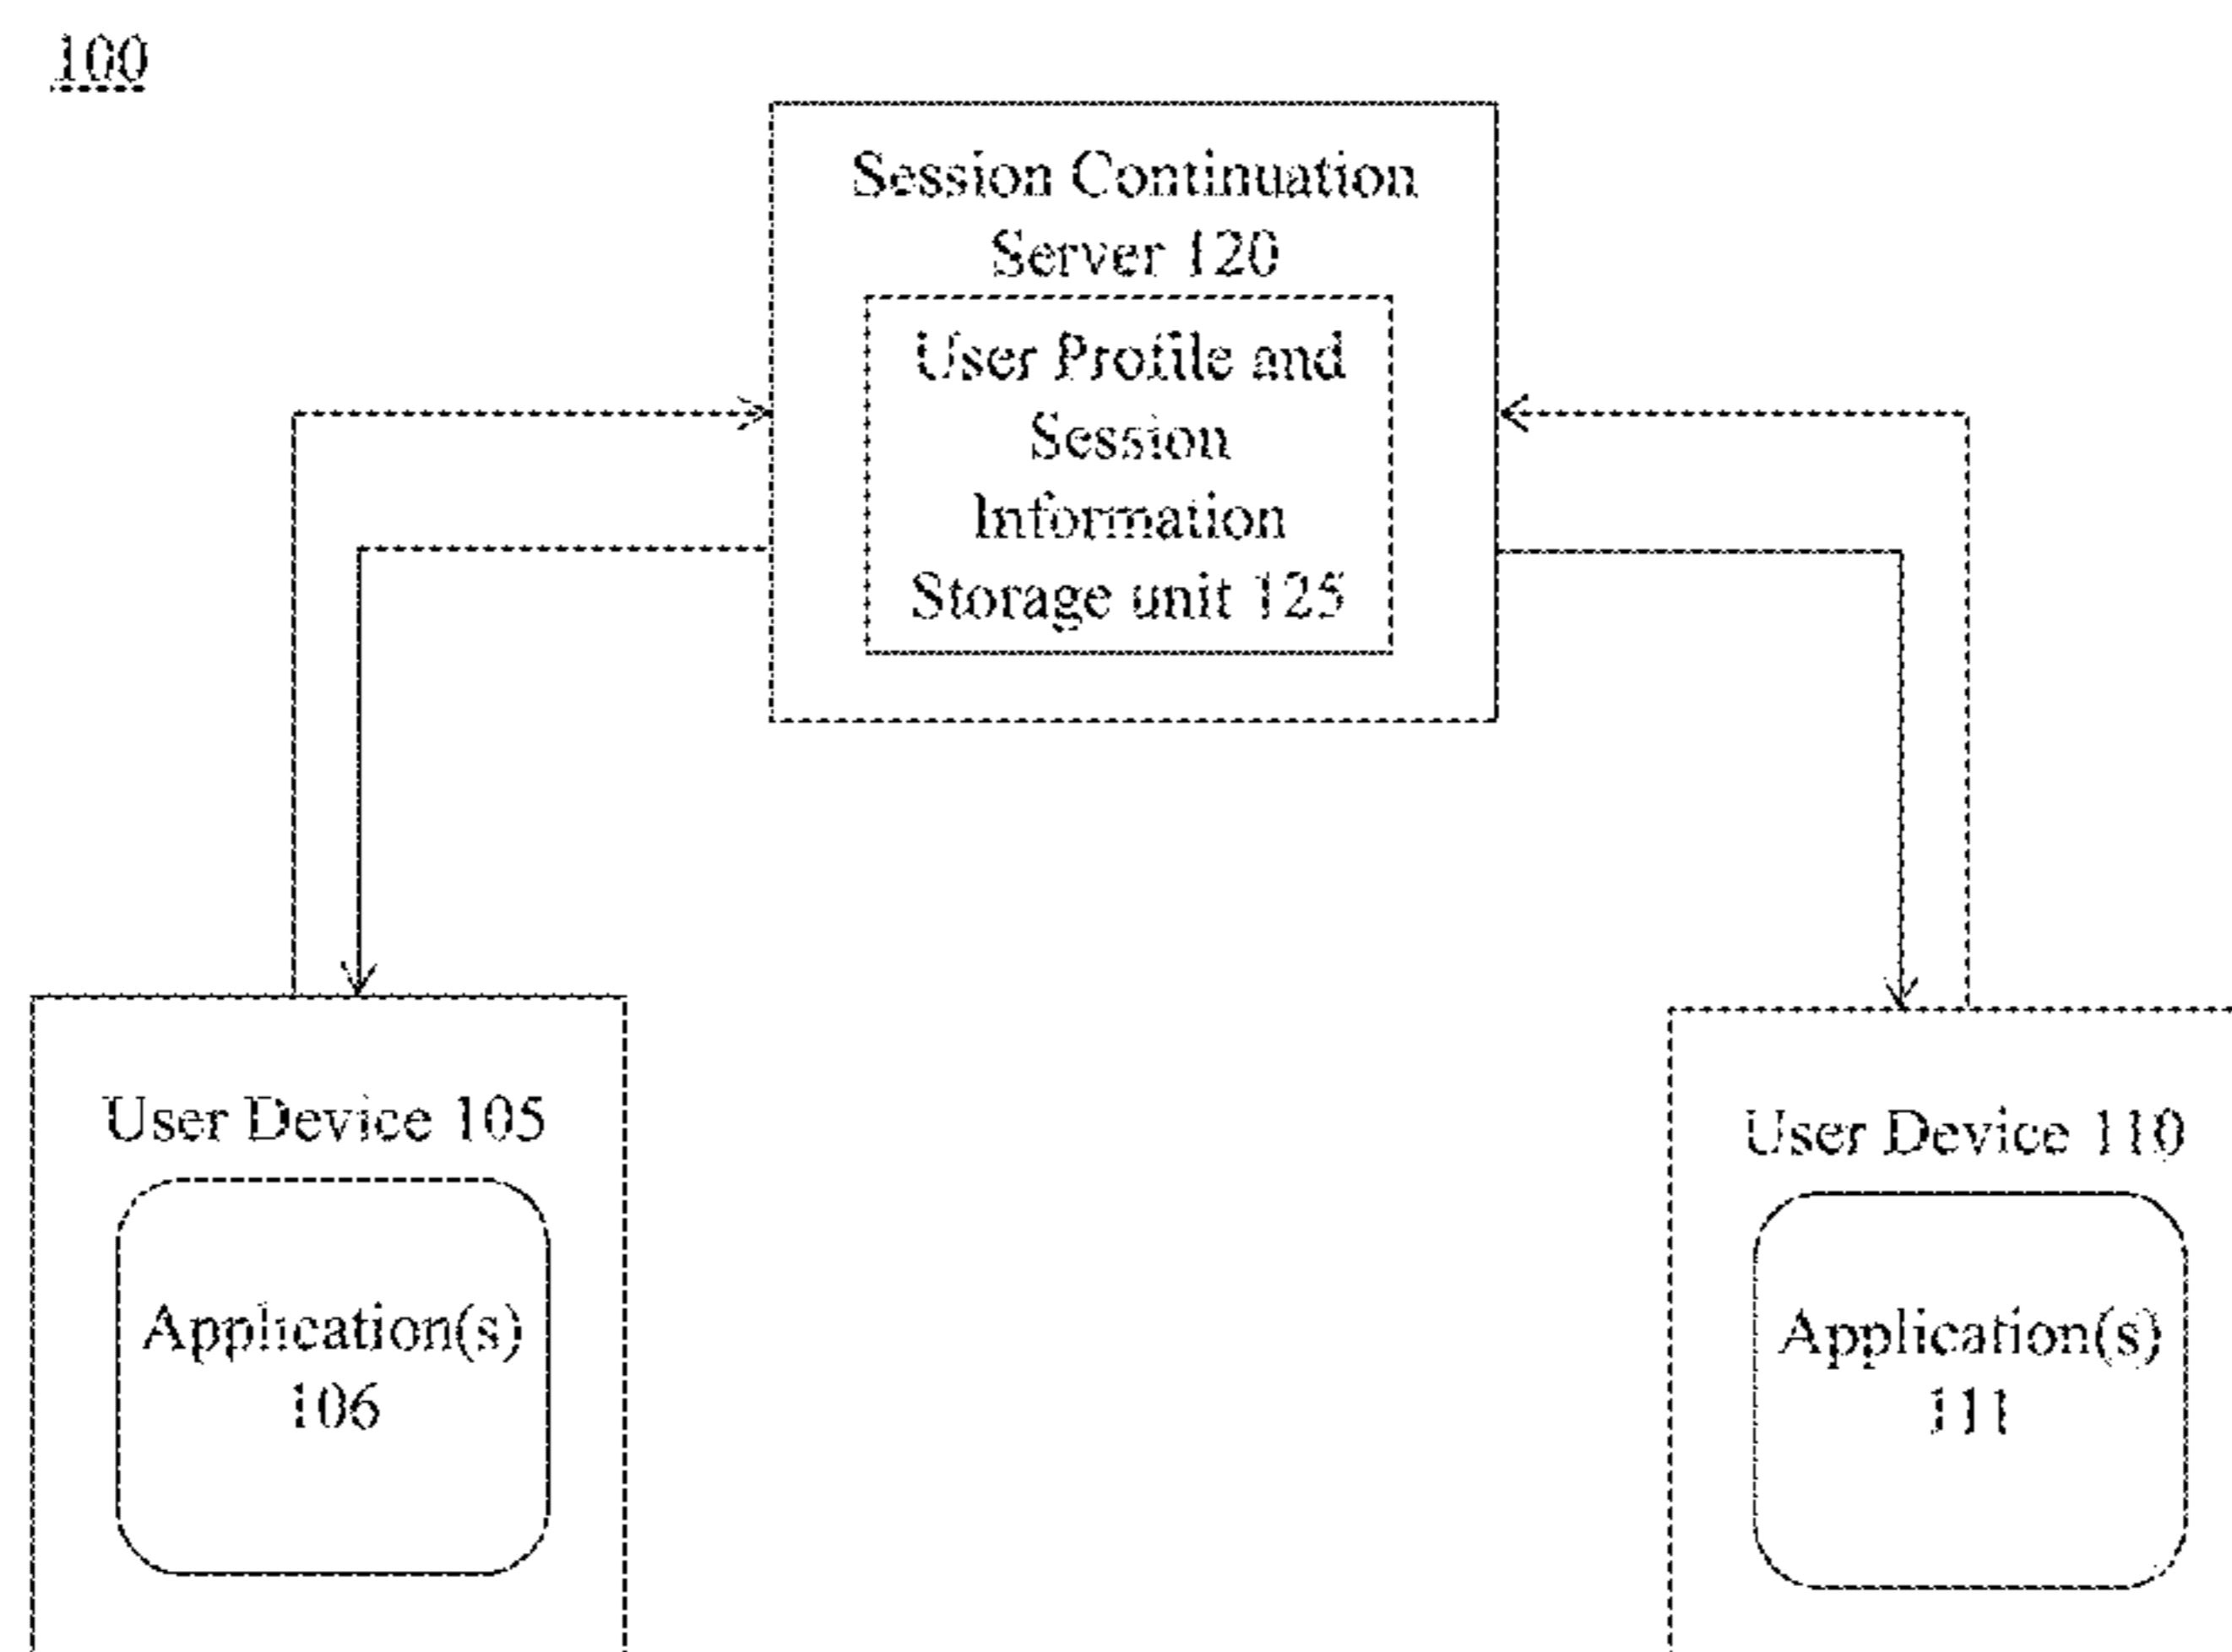 100
Session Continuation
Server 120
User Profile and
Session
Information
Storage unit 125
User Device 105
Application(s)
106
User Device 110
Application(s)
111